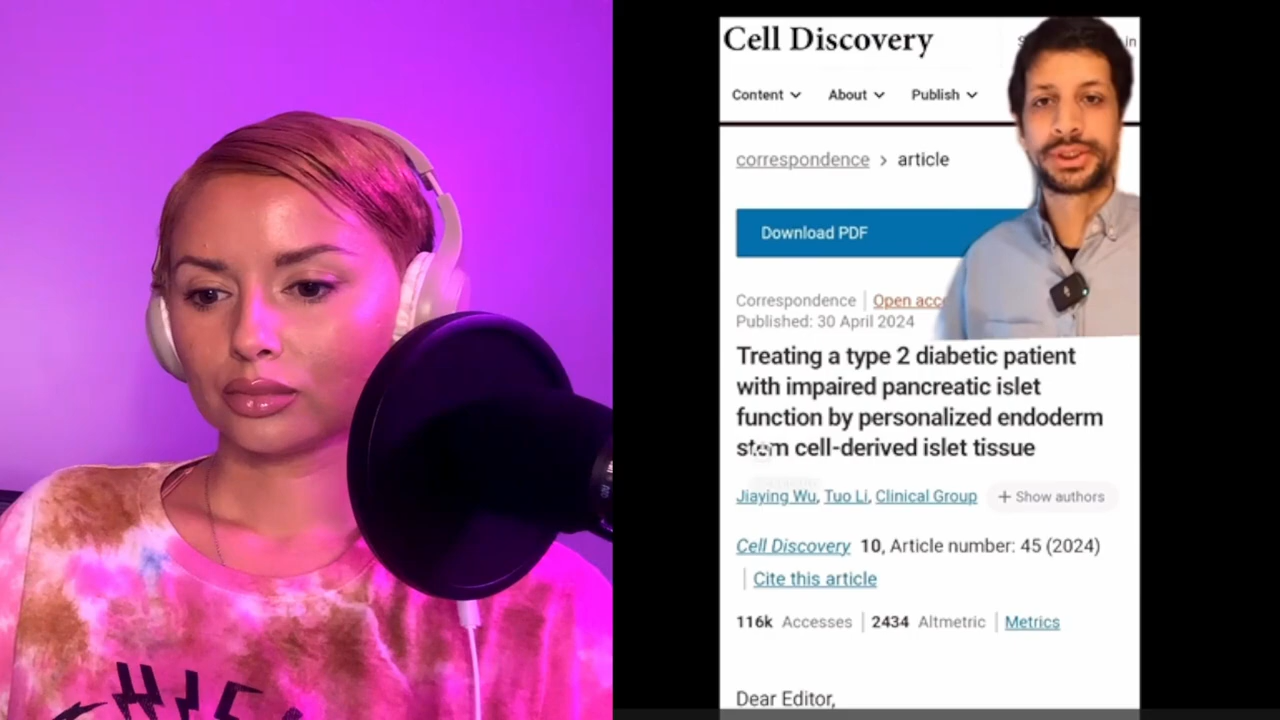 Cell Discovery
in
Content
About
Publish
correspondence > article
Download PDF
Correspondence | Open acc
Published: 30 April 2024
Treating a type 2 diabetic patient
with impaired pancreatic islet
function by personalized endoderm
stem cell-derived islet tissue
Jiaying Wu, Tuo Li, Clinical Group + Show authors
Cell Discovery 10, Article number: 45 (2024)
| Cite this article
116k Accesses | 2434 Altmetric | Metrics
Dear Editor,